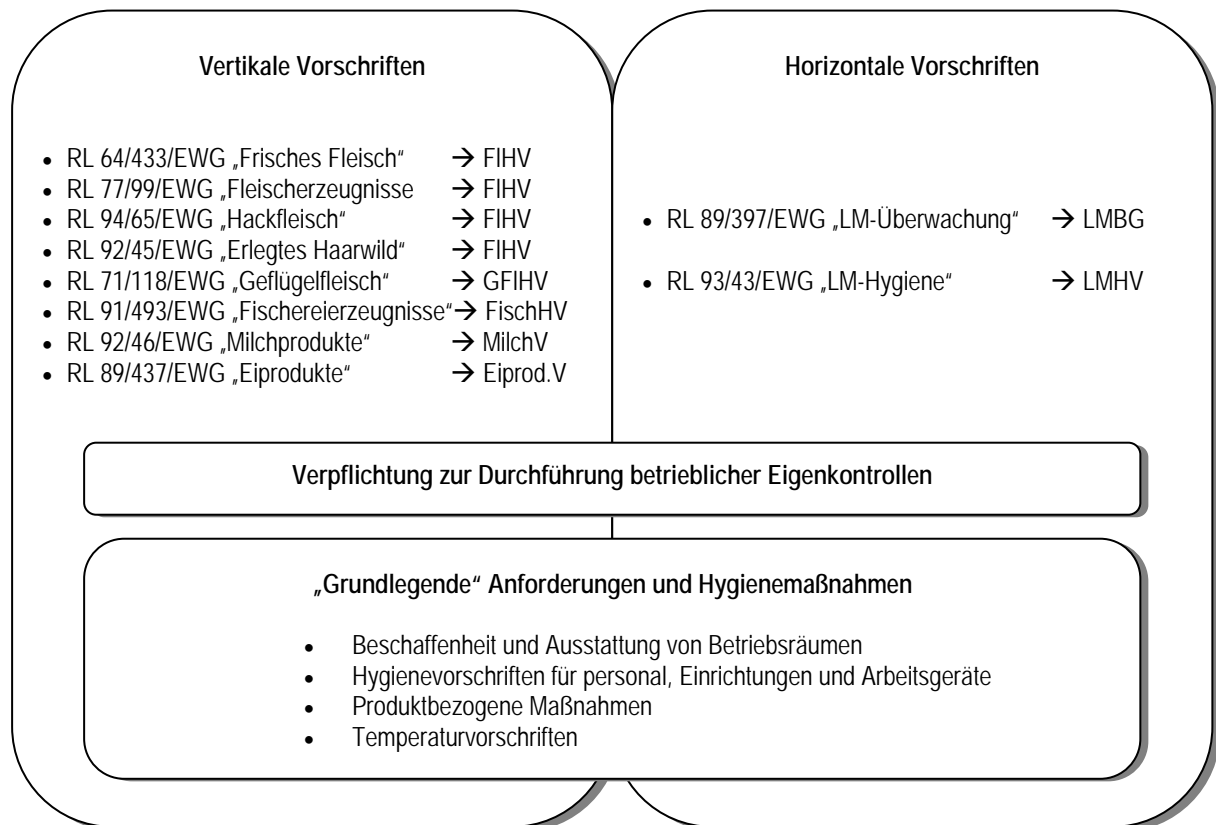 Vertikale Vorschriften
• RL 64/433/EWG „Frisches Fleisch“ → FlHV
• RL 77/99/EWG „Fleischerzeugnisse → FlHV
• RL 94/65/EWG „Hackfleisch“ → FlHV
• RL 92/45/EWG „Erlegtes Haarwild“ → FlHV
• RL 71/118/EWG „Geflügelfleisch“ → GFlHV
• RL 91/493/EWG „Fischereierzeugnisse“ → FischHV
• RL 92/46/EWG „Milchprodukte“ → MilchV
• RL 89/437/EWG „Eiprodukte“ → Eiprod.V
Horizontale Vorschriften
• RL 89/397/EWG „LM-Überwachung“ → LMBG
• RL 93/43/EWG „LM-Hygiene“ → LMHV
Verpflichtung zur Durchführung betrieblicher Eigenkontrollen
„Grundlegende“ Anforderungen und Hygienemaßnahmen
• Beschaffenheit und Ausstattung von Betriebsräumen
• Hygienevorschriften für personal, Einrichtungen und Arbeitsgeräte
• Produktbezogene Maßnahmen
• Temperaturvorschriften